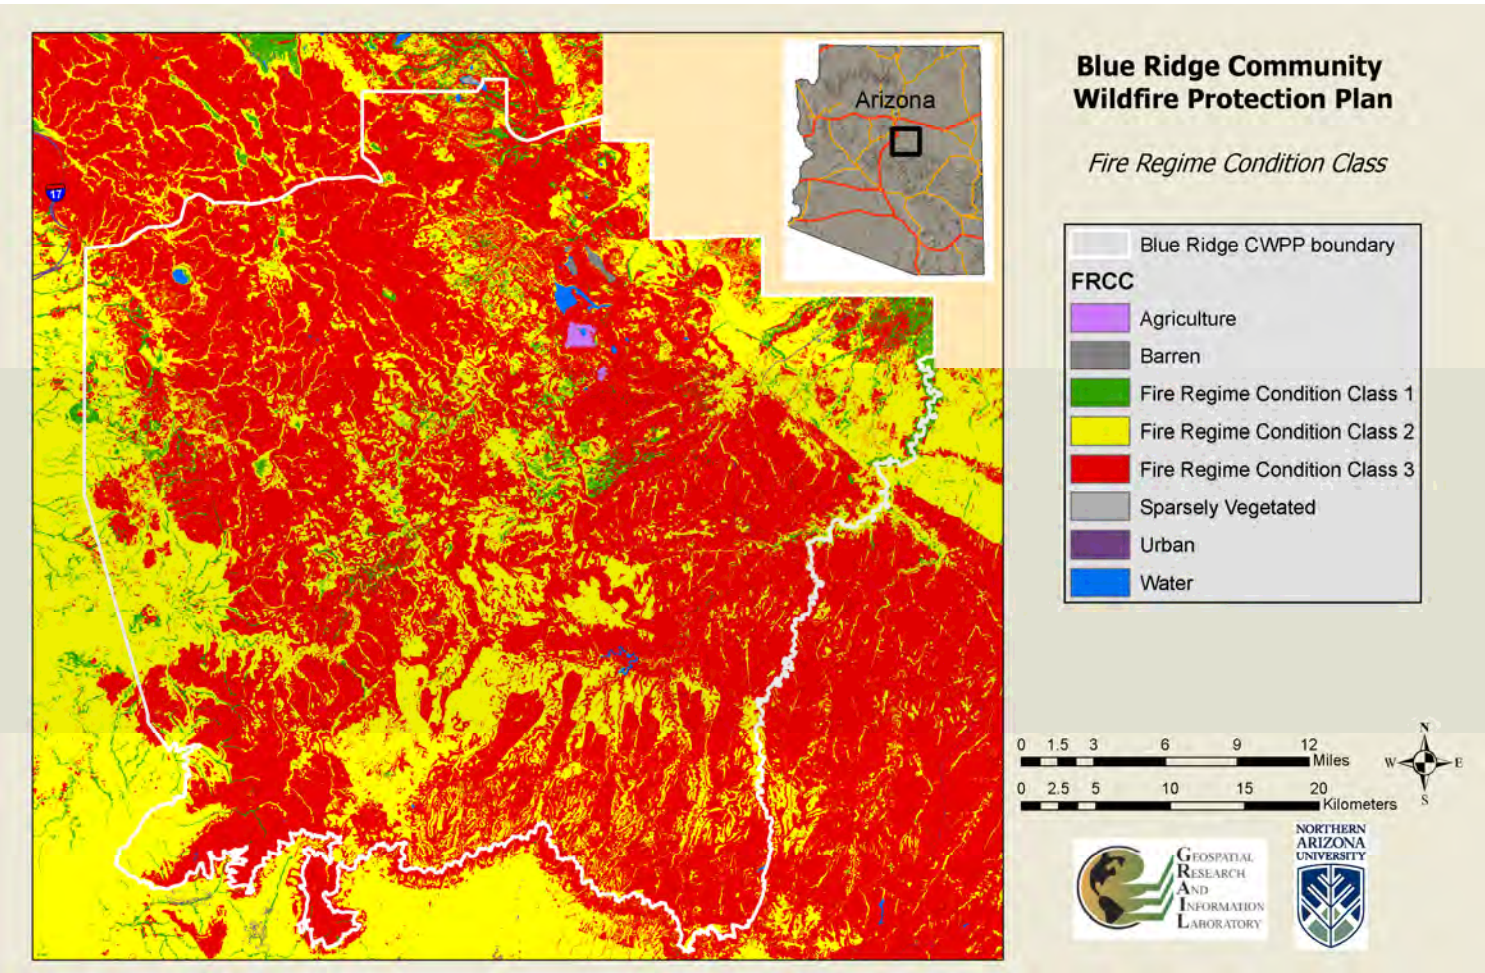 Blue Ridge Community
Wildfire Protection Plan
Fire Regime Condition Class
Arizona
17
Blue Ridge CWPP boundary
FRCC
Agriculture
Barren
Fire Regime Condition Class 1
Fire Regime Condition Class 2
Fire Regime Condition Class 3
Sparsely Vegetated
Urban
Water
N
W E
S
0 1.5 3 6 9 12
Miles
0 2.5 5 10 15 20
Kilometers
GEOSPATIAL
RESEARCH
AND
INFORMATION
LABORATORY
NORTHERN
ARIZONA
UNIVERSITY